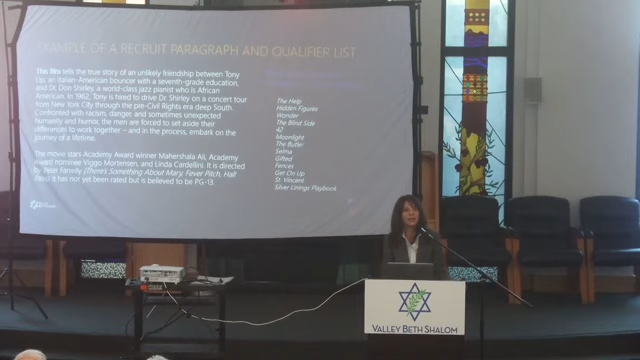 EXAMPLE OF A RECRUIT PARAGRAPH AND QUALIFIER LIST
This film tells the true story of an unlikely friendship between Tony
Lip, an Italian-American bouncer with a seventh-grade education,
and Dr. Don Shirley, a world-class jazz pianist who is African
American. In 1962, Tony is hired to drive Dr. Shirley on a concert tour
from New York City through the pre-Civil Rights era deep South.
Confronted with racism, danger, and sometimes unexpected
humanity and humor, the men are forced to set aside their
differences to work together – and in the process, embark on the
journey of a lifetime.
The movie stars Academy Award winner Mahershala Ali, Academy
Award nominee Viggo Mortensen, and Linda Cardellini. It is directed
by Peter Farrelly (There's Something About Mary, Fever Pitch, Hall
Pass). It has not yet been rated but is believed to be PG-13.
The Help
Hidden Figures
Wonder
The Blind Side
42
Moonlight
The Butler
Selma
Gifted
Fences
Get On Up
St. Vincent
Silver Linings Playbook
VALLEY BETH SHALOM